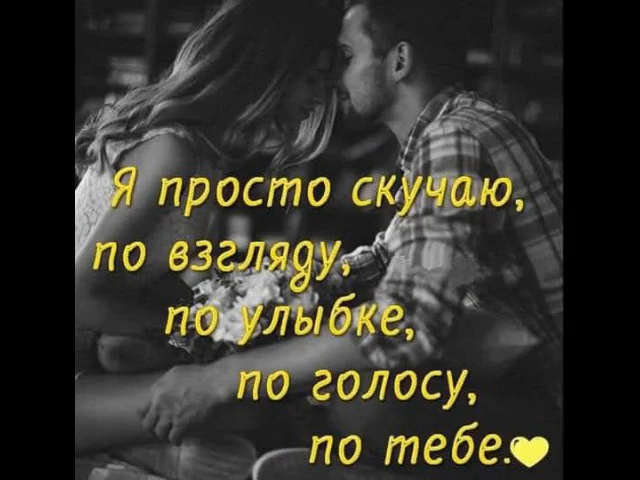 Я просто скучаю,
по взгляду,
по улыбке,
по голосу,
по тебе.💛